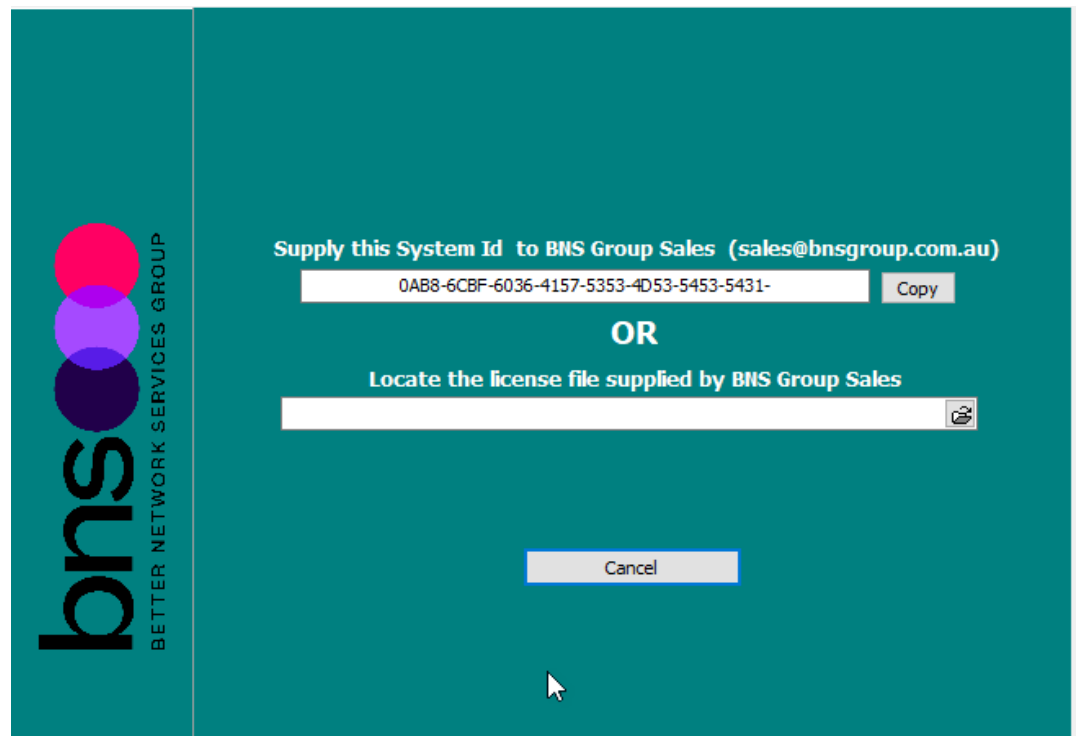 bns
BETTER NETWORK SERVICES GROUP
Supply this System Id  to BNS Group Sales  (sales@bnsgroup.com.au)
0AB8-6CBF-6036-4157-5353-4D53-5453-5431-
Copy
OR
Locate the license file supplied by BNS Group Sales
Cancel